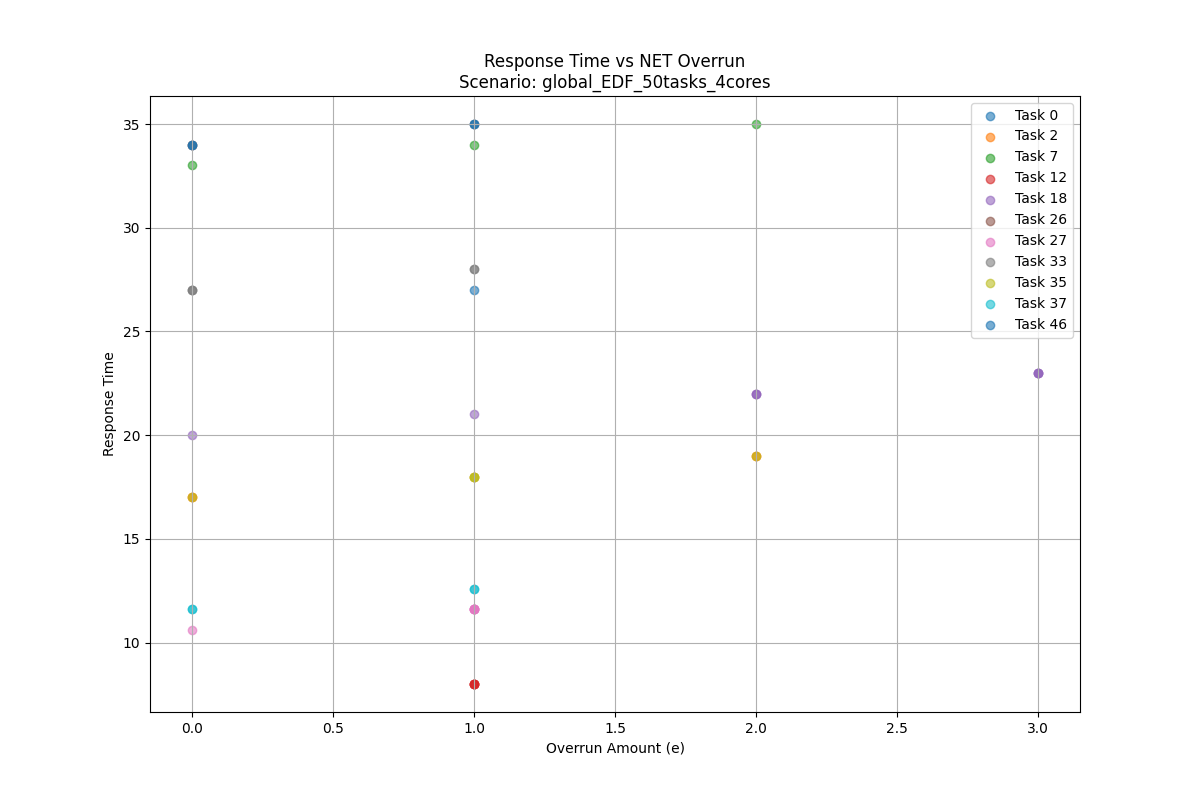 Response Time vs NET Overrun
Scenario: global_EDF_50tasks_4cores
Response Time
35
30
25
20
15
10
0.0
0.5
1.0
1.5
2.0
2.5
3.0
Overrun Amount (e)
Task 0
Task 2
Task 7
Task 12
Task 18
Task 26
Task 27
Task 33
Task 35
Task 37
Task 46